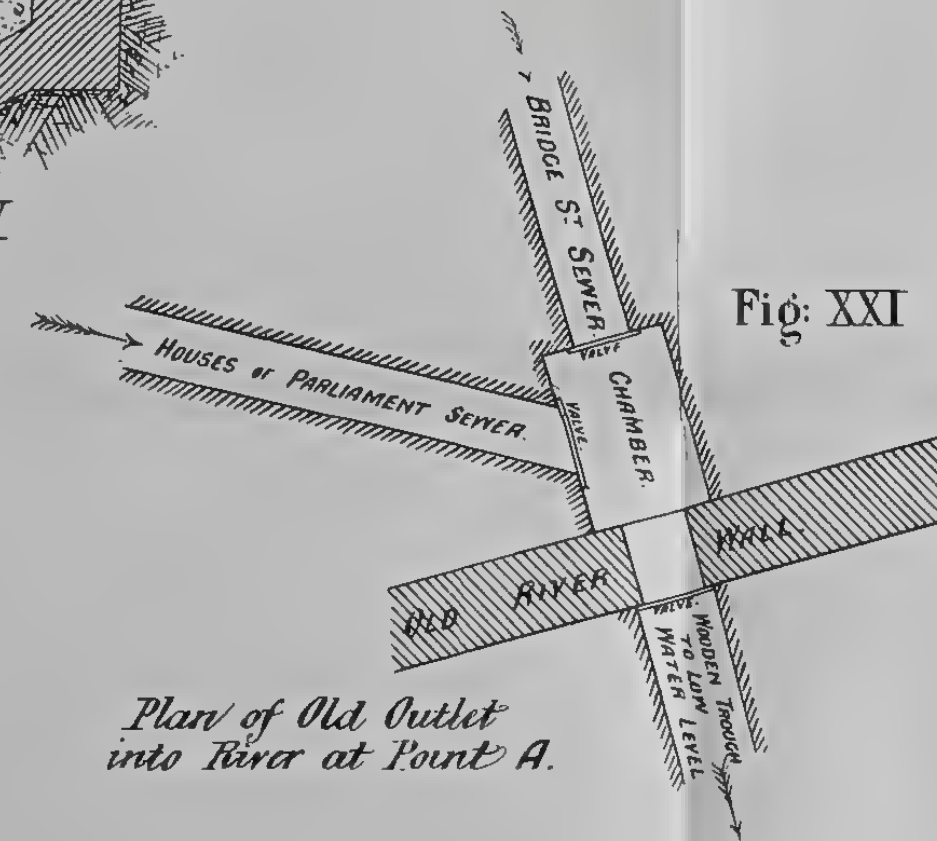 BRIDGE ST SEWER.
Fig: XXI
HOUSES OF PARLIAMENT SEWER.
VALVE
VALVE.
CHAMBER.
OLD RIVER WALL.
VALVE.
WOODEN TROUGH
TO LOW
WATER LEVEL
Plan of Old Outlet
into River at Point A.